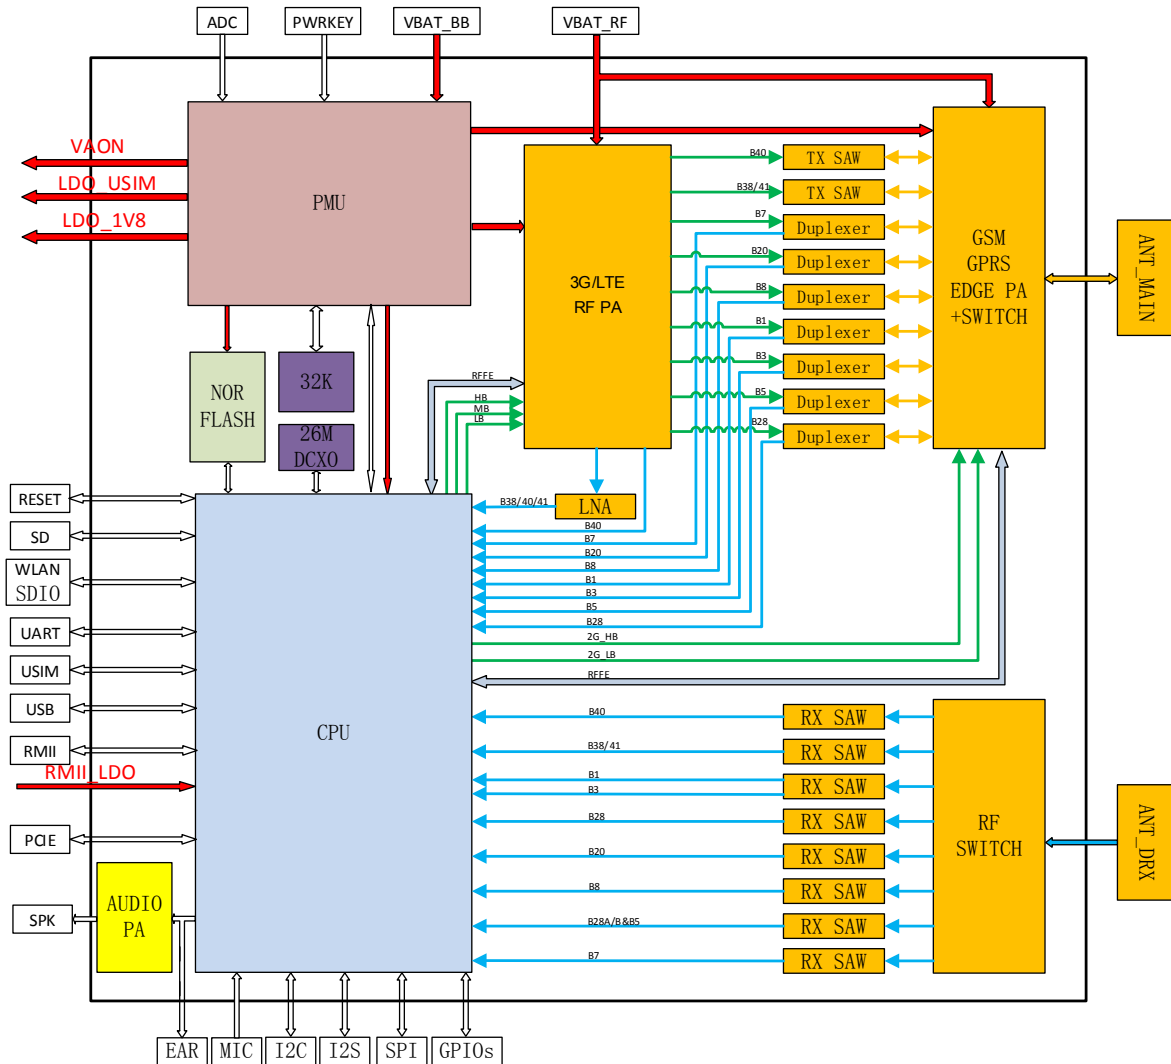 ADC
PWRKEY
VBAT_BB
VBAT_RF
VAON
LDO_USIM
LDO_1V8
PMU
3G/LTE
RF PA
B40
TX SAW
B38/41
TX SAW
B7
Duplexer
B20
Duplexer
B8
Duplexer
B1
Duplexer
B3
Duplexer
B5
Duplexer
B28
Duplexer
GSM
GPRS
EDGE PA
+SWITCH
ANT_MAIN
NOR
FLASH
32K
26M
DCXO
RFFE
HB
MB
LB
LNA
B38/40/41
B40
B7
B20
B8
B1
B3
B5
B28
2G_HB
2G_LB
RFFE
RESET
SD
WLAN
SDIO
UART
USIM
USB
RMII
RMII_LDO
PCIE
CPU
AUDIO
PA
SPK
B40
RX SAW
B38/41
RX SAW
B1
B3
RX SAW
B28
RX SAW
B20
RX SAW
B8
RX SAW
B28A/B&B5
RX SAW
B7
RX SAW
RF
SWITCH
ANT_DRX
EAR
MIC
I2C
I2S
SPI
GPIOs